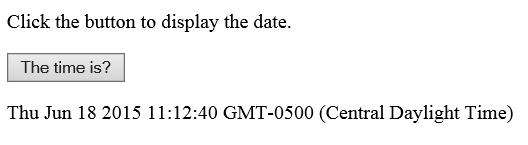 Click the button to display the date.
The time is?
Thu Jun 18 2015 11:12:40 GMT-0500 (Central Daylight Time)